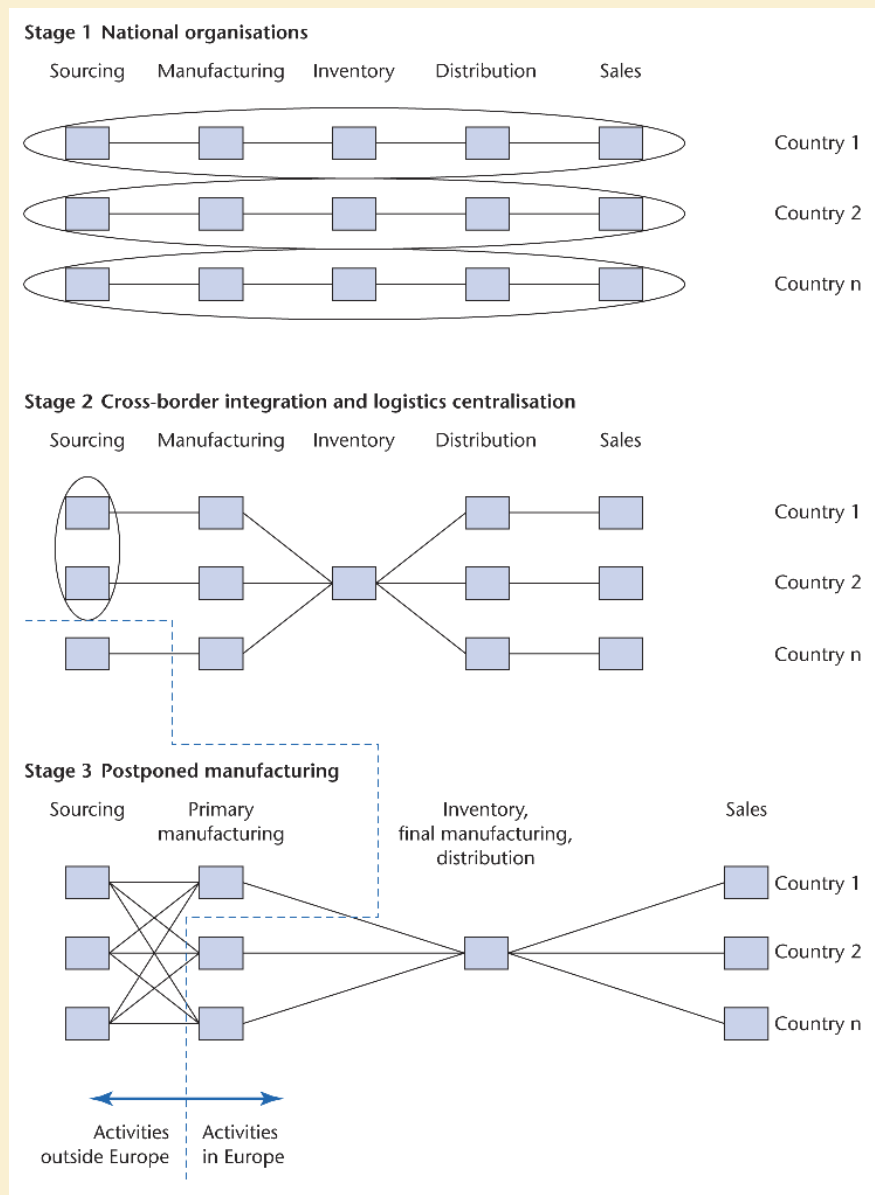 Stage 1 National organisations
Sourcing Manufacturing Inventory Distribution Sales
Country 1
Country 2
Country n
Stage 2 Cross-border integration and logistics centralisation
Sourcing Manufacturing Inventory Distribution Sales
Country 1
Country 2
Country n
Stage 3 Postponed manufacturing
Sourcing
Primary
manufacturing
Inventory,
final manufacturing,
distribution
Sales
Country 1
Country 2
Country n
Activities
outside Europe
Activities
in Europe